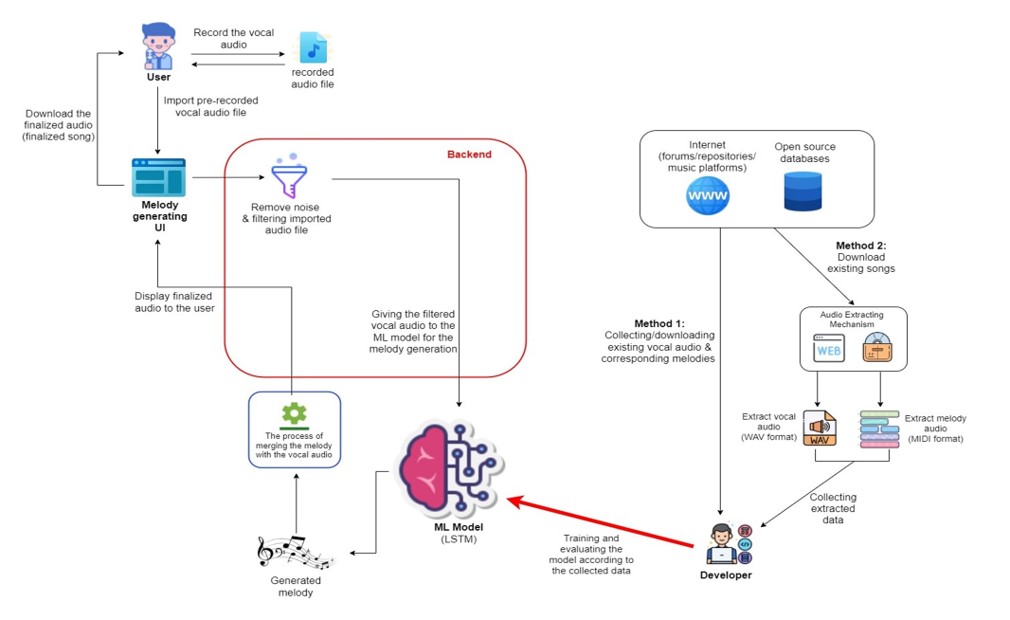 Record the vocal
audio
User
recorded
audio file
Import pre-recorded
vocal audio file
Download the
finalized audio
(finalized song)
Melody
generating
UI
Backend
Remove noise
& filtering imported
audio file
Display finalized
audio to the user
Giving the filtered
vocal audio to the
ML model for the
melody generation
The process of
merging the melody
with the vocal audio
ML Model
(LSTM)
Generated
melody
Internet
(forums/repositories/
music platforms)
WWW
Open source
databases
Method 1:
Collecting/downloading
existing vocal audio &
corresponding melodies
Method 2:
Download
existing songs
Audio Extracting
Mechanism
WEB
Extract vocal
audio
(WAV format)
WAV
Extract melody
audio
(MIDI format)
Collecting
extracted
data
Training and
evaluating the
model according to
the collected data
Developer